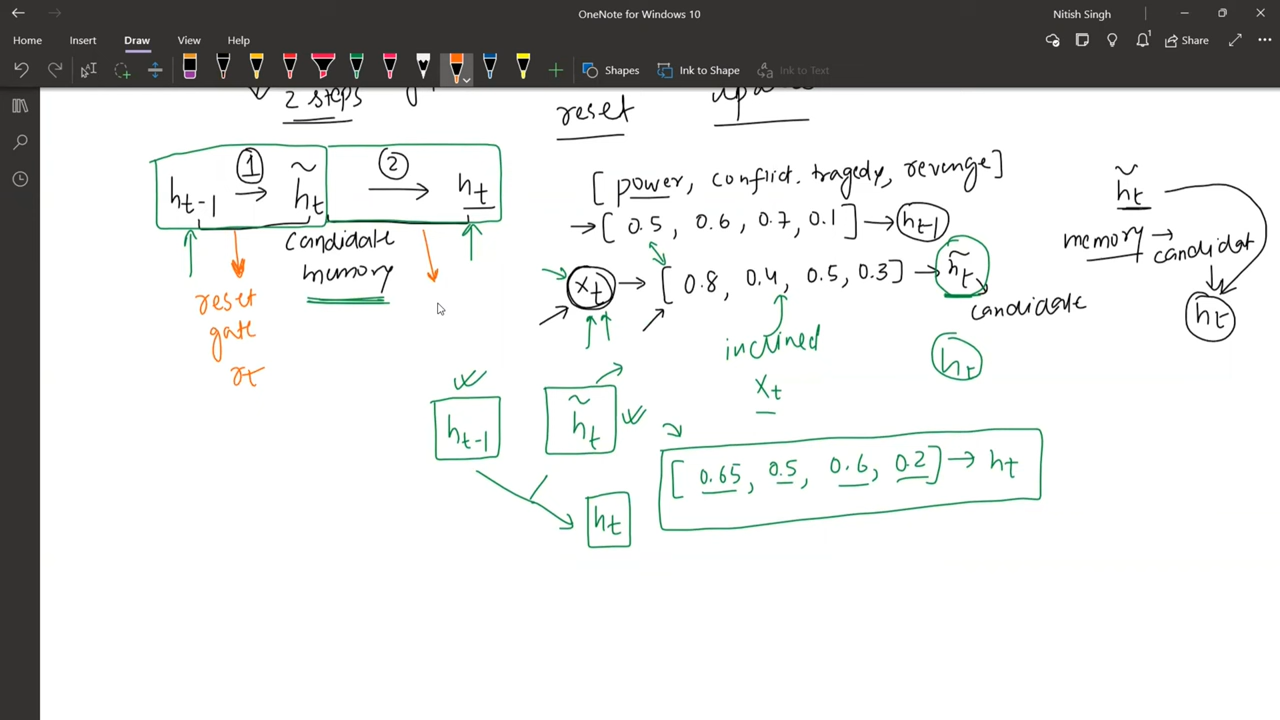 OneNote for Windows 10
Nitish Singh
Home Insert Draw View Help
Share
Shapes
Ink to Shape
Ink to Text
2 steps
reset
① ②
ht-1 → h̃t → ht
candidate
memory
reset
gate
rt
[power, conflict. tragedy, revenge]
→ [ 0.5, 0.6, 0.7, 0.1 ] → ht-1
xt → [ 0.8, 0.4, 0.5, 0.3 ] → h̃t
candidate
inclined
xt
ht
h̃t
memory → candidat
ht
ht-1
h̃t
ht
[ 0.65, 0.5, 0.6, 0.2 ] → ht